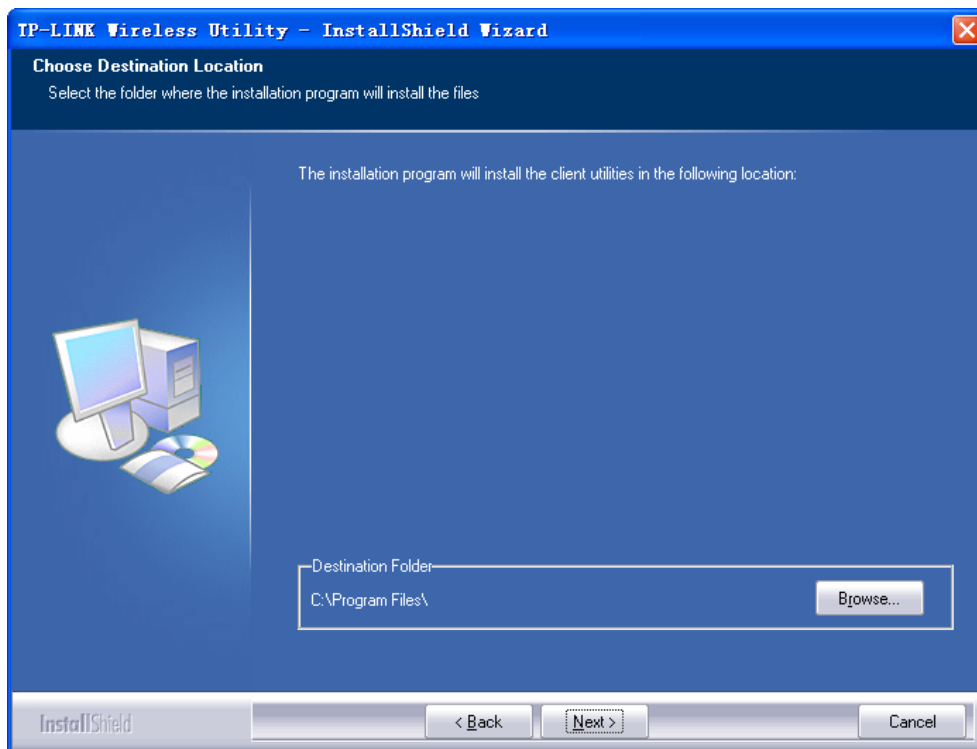 TP-LINK Wireless Utility - InstallShield Wizard
Choose Destination Location
Select the folder where the installation program will install the files
The installation program will install the client utilities in the following location:
Destination Folder
C:\Program Files\
Browse...
InstallShield
< Back
Next >
Cancel